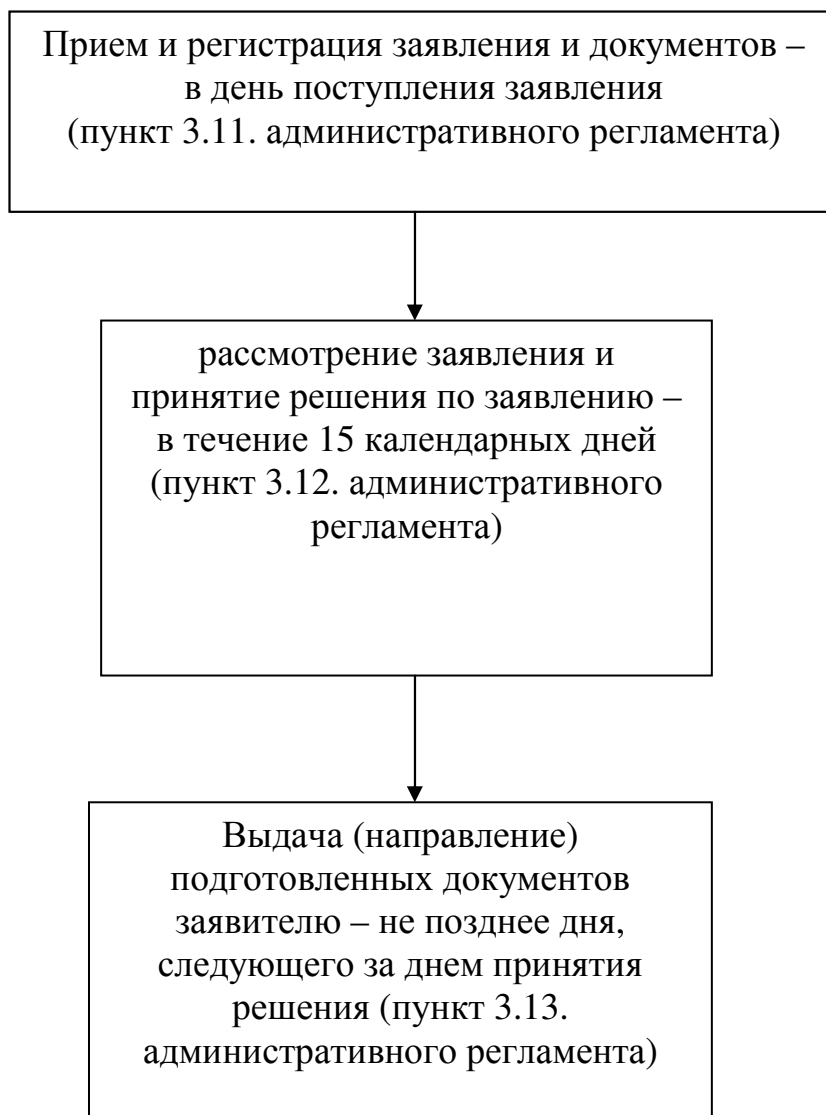 Прием и регистрация заявления и документов –
в день поступления заявления
(пункт 3.11. административного регламента)
рассмотрение заявления и
принятие решения по заявлению –
в течение 15 календарных дней
(пункт 3.12. административного
регламента)
Выдача (направление)
подготовленных документов
заявителю – не позднее дня,
следующего за днем принятия
решения (пункт 3.13.
административного регламента)